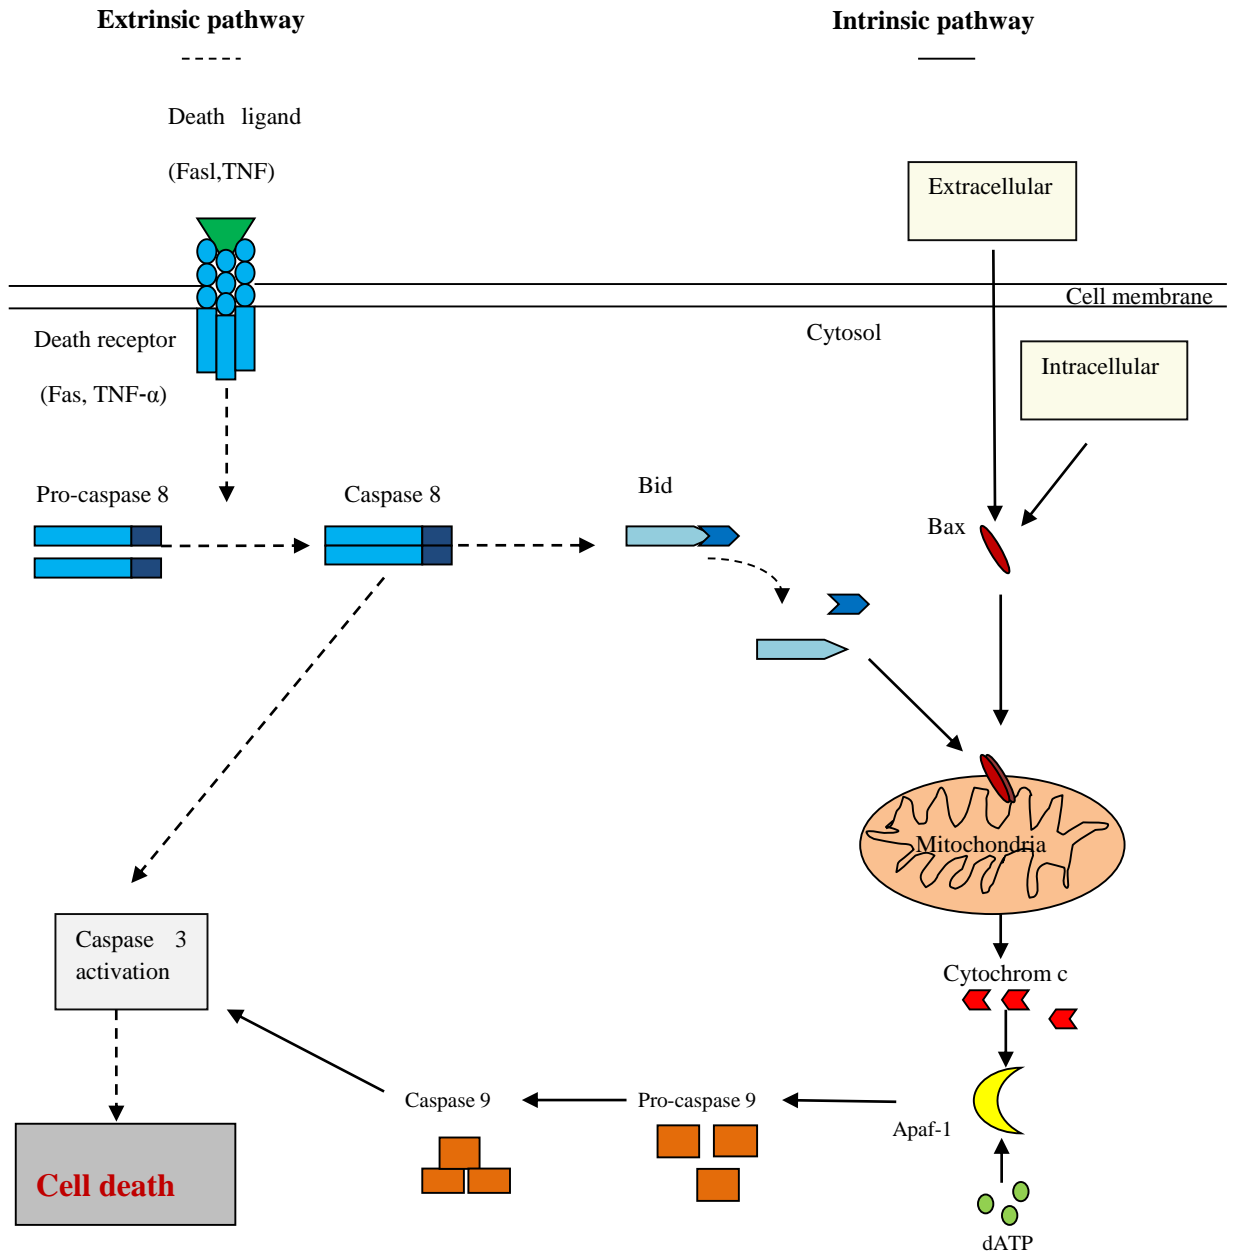 Extrinsic pathway
Intrinsic pathway
Death ligand
(Fasl,TNF)
Extracellular
Cell membrane
Cytosol
Death receptor
(Fas, TNF-α)
Intracellular
Pro-caspase 8
Caspase 8
Bid
Bax
Mitochondria
Caspase 3
activation
Cytochrom c
Caspase 9
Pro-caspase 9
Apaf-1
Cell death
dATP